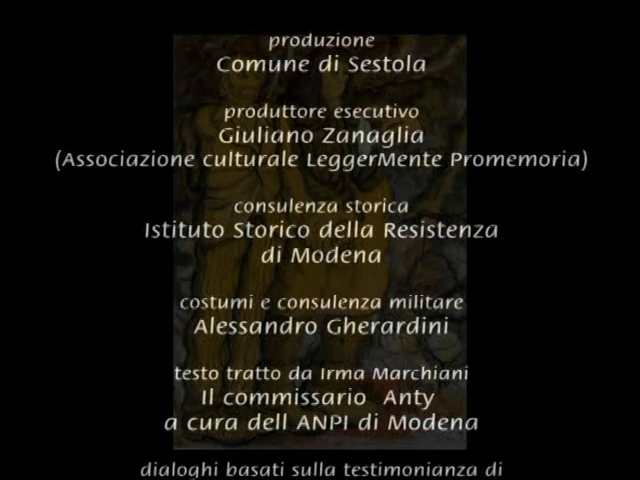 produzione
Comune di Sestola
produttore esecutivo
Giuliano Zanaglia
(Associazione culturale LeggerMente Promemoria)
consulenza storica
Istituto Storico della Resistenza
di Modena
costumi e consulenza militare
Alessandro Gherardini
testo tratto da Irma Marchiani
Il commissario Anty
a cura dell ANPI di Modena
dialoghi basati sulla testimonianza di